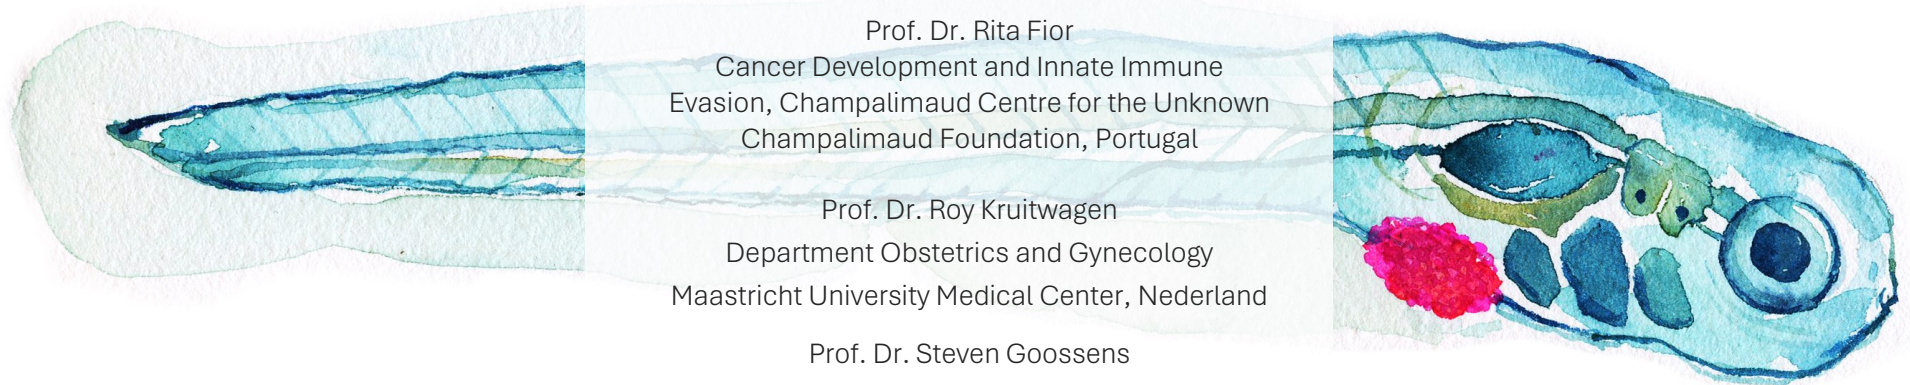 Prof. Dr. Rita Fior
Cancer Development and Innate Immune
Evasion, Champalimaud Centre for the Unknown
Champalimaud Foundation, Portugal
Prof. Dr. Roy Kruitwagen
Department Obstetrics and Gynecology
Maastricht University Medical Center, Nederland
Prof. Dr. Steven Goossens